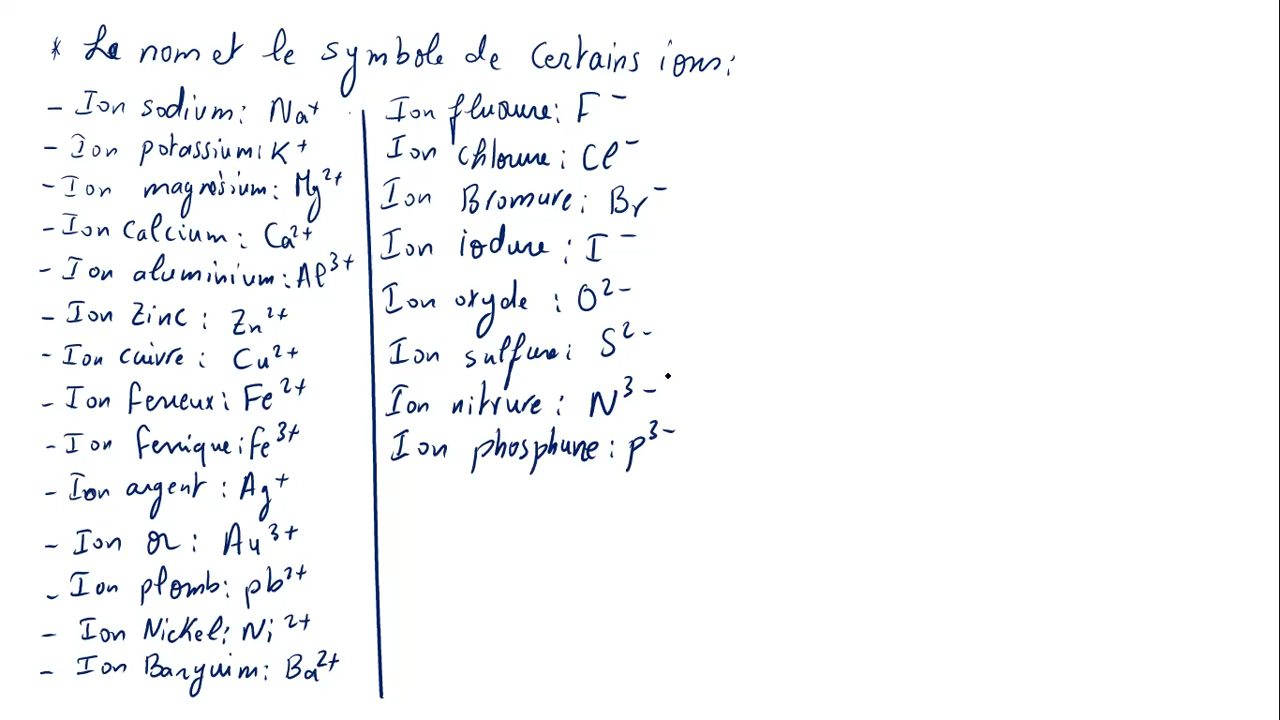 * Le nom et le symbole de certains ions:
- Ion sodium: Na+
- Ion potassium: K+
- Ion magnésium: Mg2+
- Ion Calcium: Ca2+
- Ion aluminium: Al3+
- Ion Zinc: Zn2+
- Ion cuivre: Cu2+
- Ion ferreux: Fe2+
- Ion ferrique: fe3+
- Ion argent: Ag+
- Ion or: Au3+
- Ion plomb: pb2+
- Ion Nickel: Ni2+
- Ion Baryuim: Ba2+
Ion fluorure: F-
Ion chlorure: Cl-
Ion Bromure: Br-
Ion iodure: I-
Ion oxyde: O2-
Ion sulfure: S2-
Ion nitrure: N3-
Ion phosphure: P3-